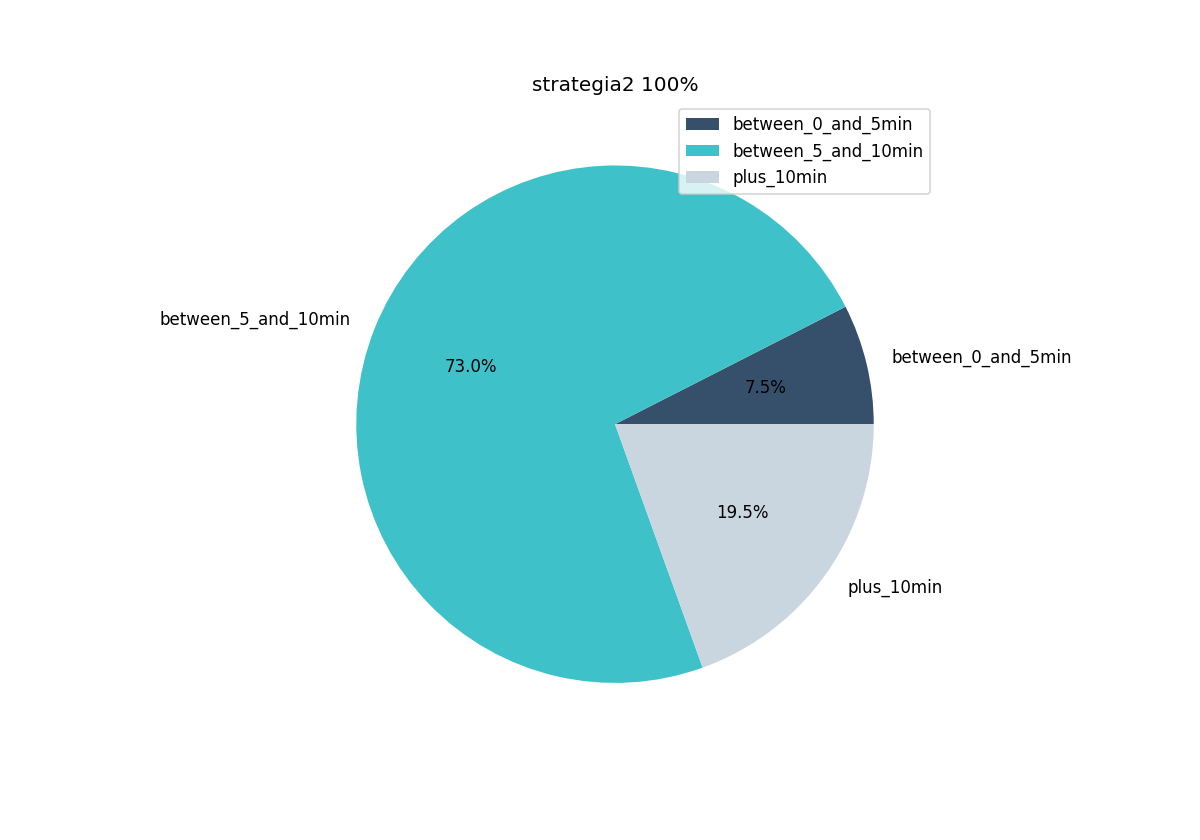 strategia2 100%
between_0_and_5min
between_5_and_10min
plus_10min
between_5_and_10min
between_0_and_5min
73.0%
7.5%
19.5%
plus_10min